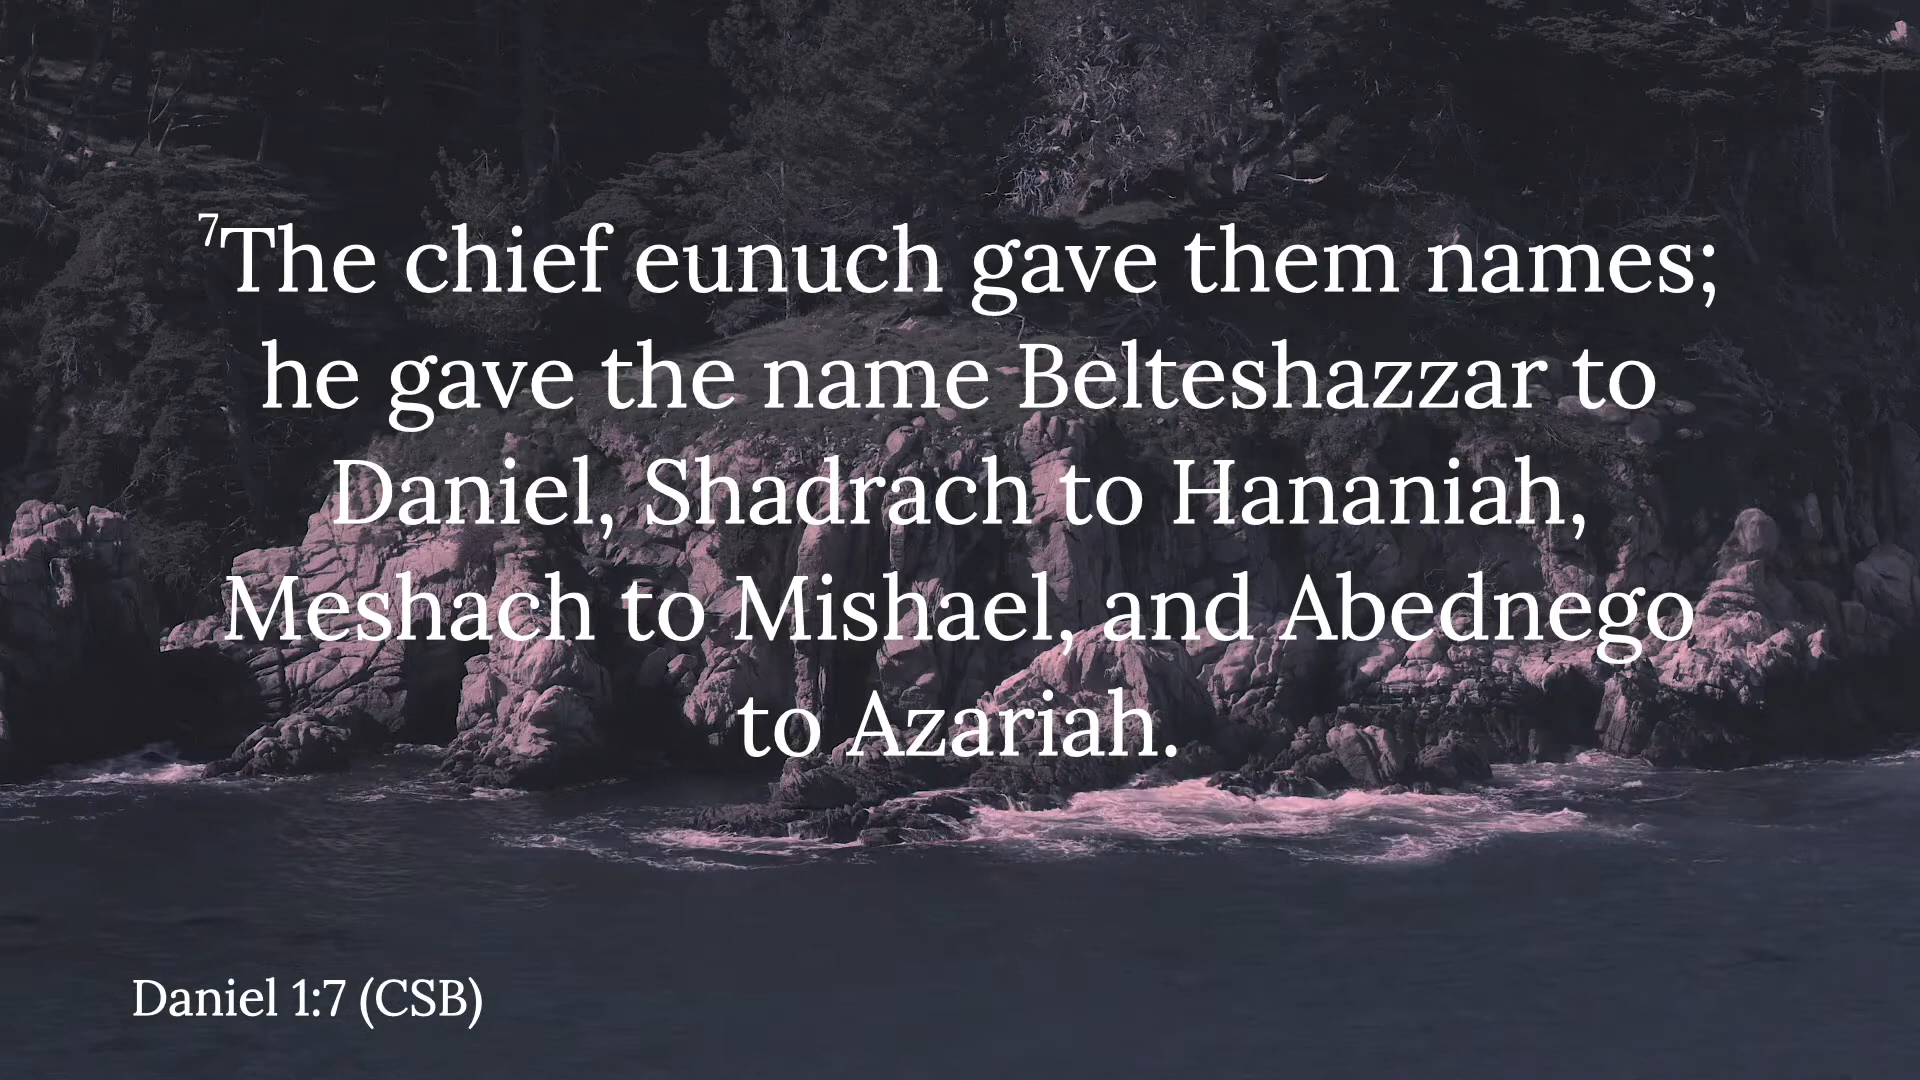 ⁷The chief eunuch gave them names;
he gave the name Belteshazzar to
Daniel, Shadrach to Hananiah,
Meshach to Mishael, and Abednego
to Azariah.
Daniel 1:7 (CSB)